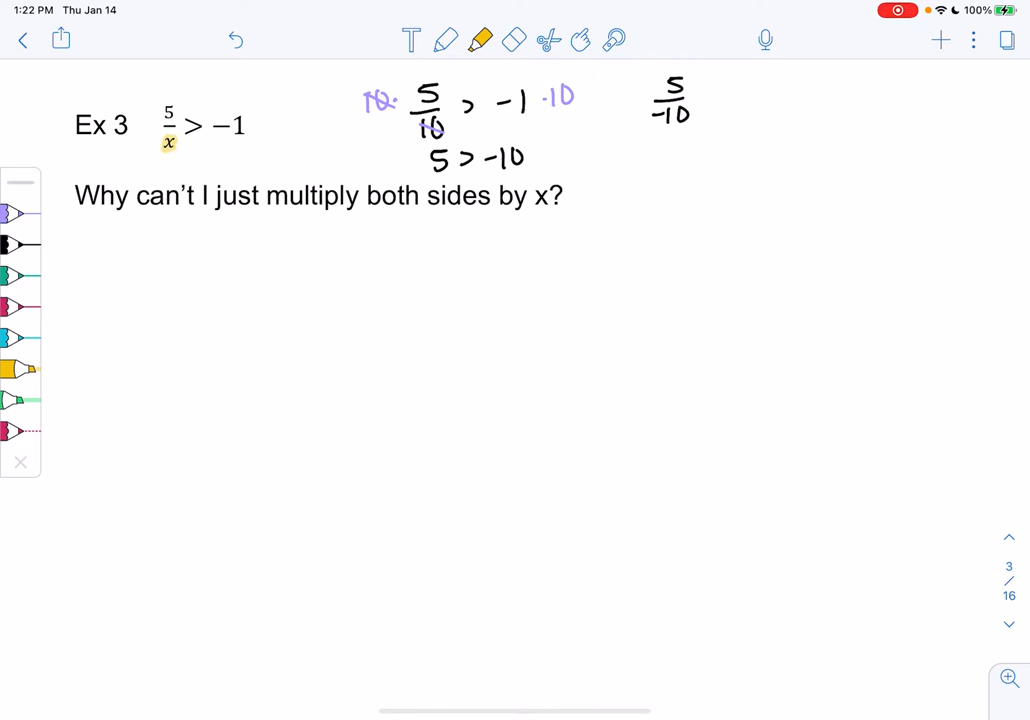 1:22 PM Thu Jan 14
100%
Ex 3 5/x > −1
10· 5/10 > -1 ·10
5 > -10
5/-10
Why can't I just multiply both sides by x?
3
/
16